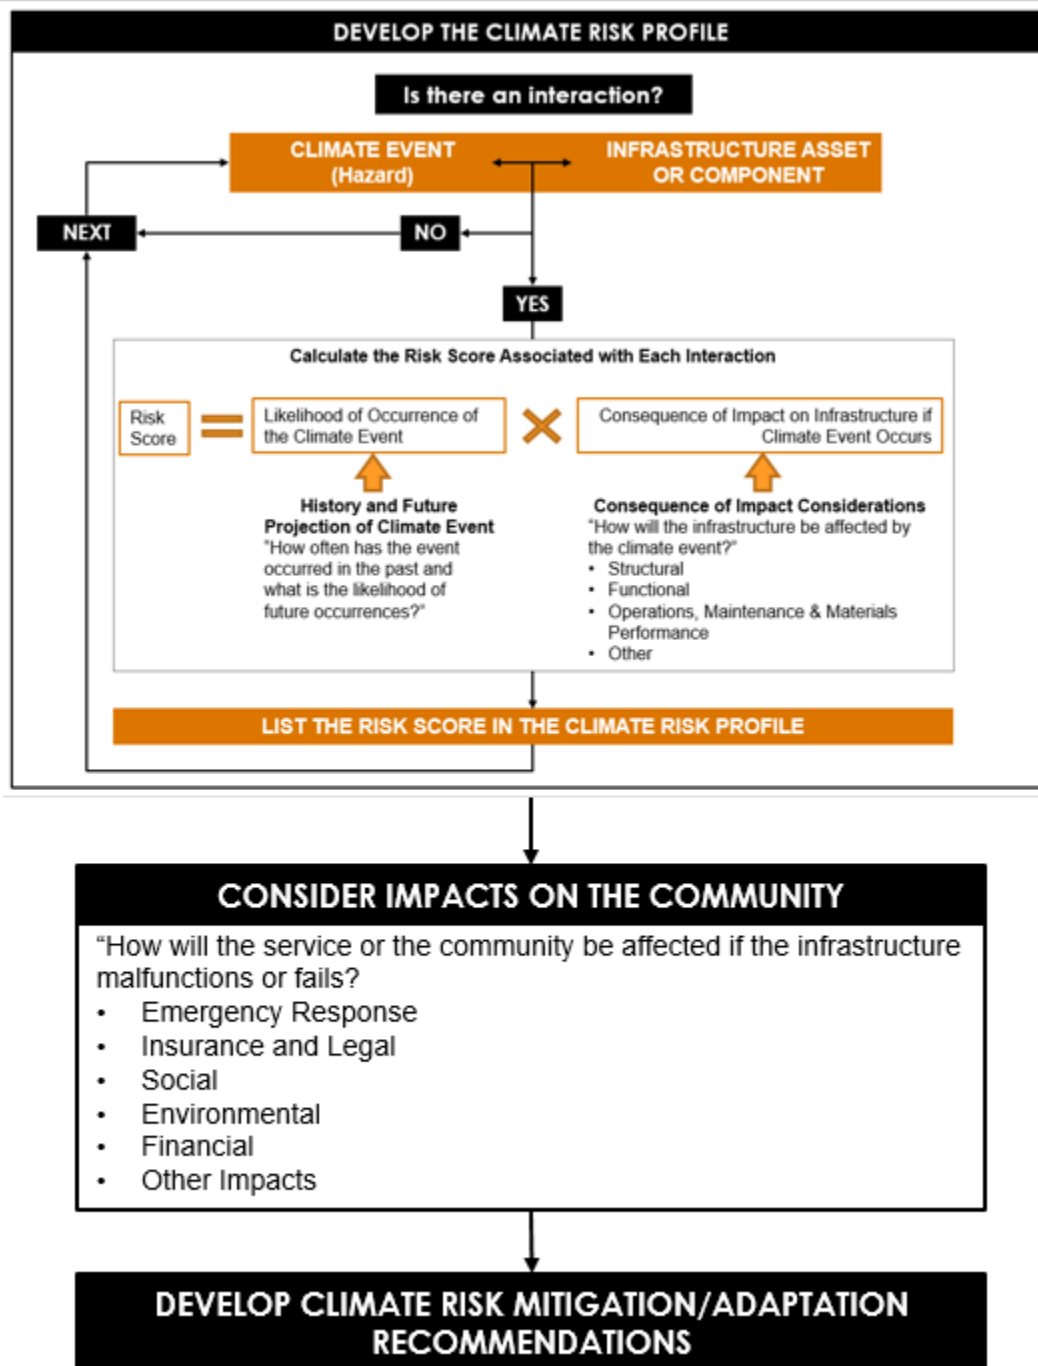 DEVELOP THE CLIMATE RISK PROFILE
Is there an interaction?
CLIMATE EVENT
(Hazard)
INFRASTRUCTURE ASSET
OR COMPONENT
NEXT
NO
YES
Calculate the Risk Score Associated with Each Interaction
Risk
Score
Likelihood of Occurrence of
the Climate Event
Consequence of Impact on Infrastructure if
Climate Event Occurs
History and Future
Projection of Climate Event
"How often has the event
occurred in the past and
what is the likelihood of
future occurrences?"
Consequence of Impact Considerations
"How will the infrastructure be affected by
the climate event?"
• Structural
• Functional
• Operations, Maintenance & Materials
Performance
• Other
LIST THE RISK SCORE IN THE CLIMATE RISK PROFILE
CONSIDER IMPACTS ON THE COMMUNITY
“How will the service or the community be affected if the infrastructure
malfunctions or fails?
• Emergency Response
• Insurance and Legal
• Social
• Environmental
• Financial
• Other Impacts
DEVELOP CLIMATE RISK MITIGATION/ADAPTATION
RECOMMENDATIONS